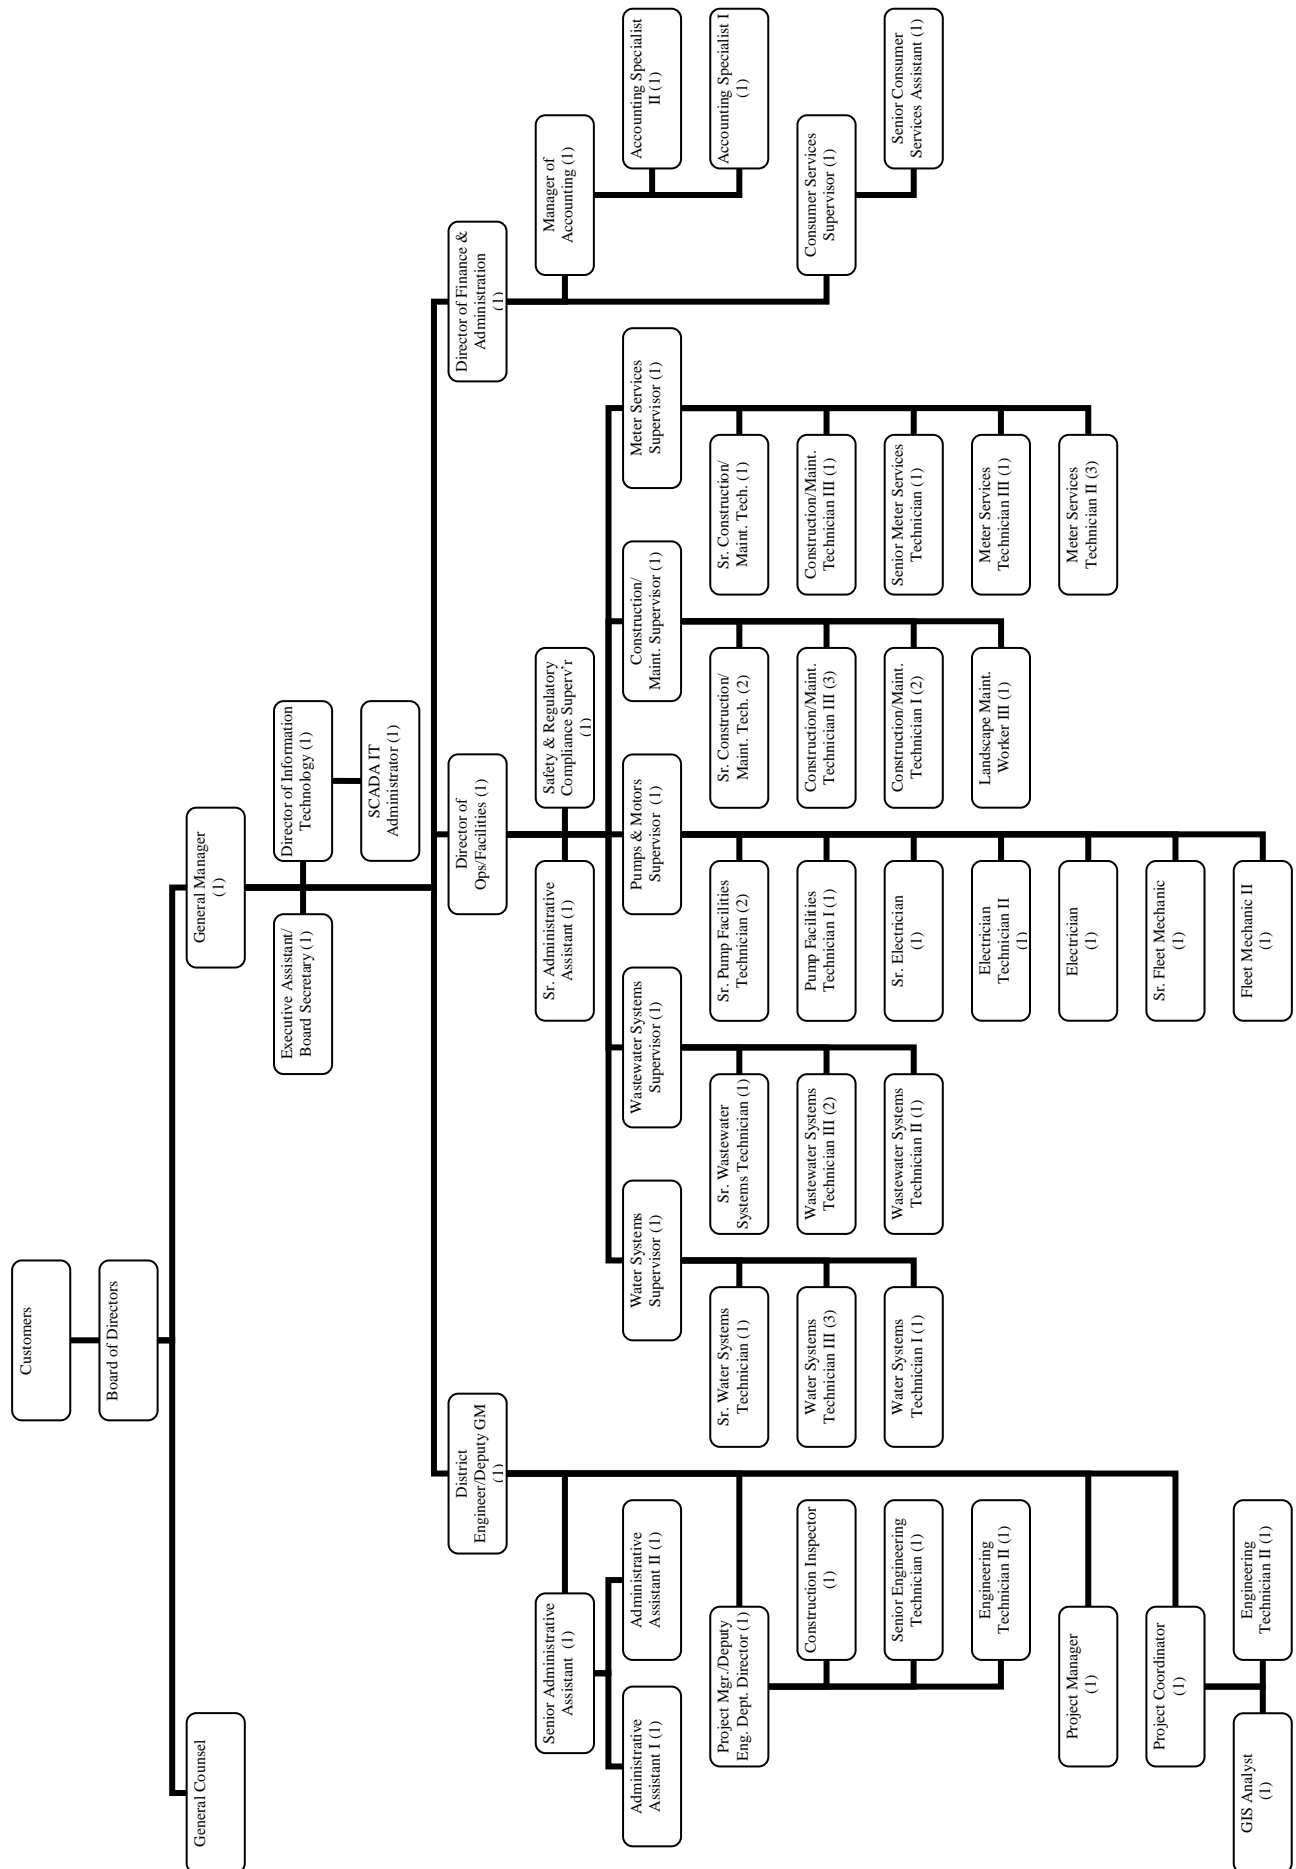 Customers
Board of Directors
General Counsel
General Manager
(1)
Executive Assistant/
Board Secretary (1)
Director of Information
Technology (1)
SCADA IT
Administrator (1)
District
Engineer/Deputy GM
(1)
Director of
Ops/Facilities (1)
Director of Finance &
Administration
(1)
Senior Administrative
Assistant (1)
Administrative
Assistant I (1)
Administrative
Assistant II (1)
Project Mgr./Deputy
Eng. Dept. Director (1)
Construction Inspector
(1)
Senior Engineering
Technician (1)
Engineering
Technician II (1)
Project Manager
(1)
Project Coordinator
(1)
GIS Analyst
(1)
Engineering
Technician II (1)
Sr. Administrative
Assistant (1)
Safety & Regulatory
Compliance Superv'r
(1)
Water Systems
Supervisor (1)
Sr. Water Systems
Technician (1)
Water Systems
Technician III (3)
Water Systems
Technician I (1)
Wastewater Systems
Supervisor (1)
Sr. Wastewater
Systems Technician (1)
Wastewater Systems
Technician III (2)
Wastewater Systems
Technician II (1)
Pumps & Motors
Supervisor (1)
Sr. Pump Facilities
Technician (2)
Pump Facilities
Technician I (1)
Sr. Electrician
(1)
Electrician
Technician II
(1)
Electrician
(1)
Sr. Fleet Mechanic
(1)
Fleet Mechanic II
(1)
Construction/
Maint. Supervisor (1)
Sr. Construction/
Maint. Tech. (2)
Construction/Maint.
Technician III (3)
Construction/Maint.
Technician I (2)
Landscape Maint.
Worker III (1)
Meter Services
Supervisor (1)
Sr. Construction/
Maint. Tech. (1)
Construction/Maint.
Technician III (1)
Senior Meter Services
Technician (1)
Meter Services
Technician III (1)
Meter Services
Technician II (3)
Manager of
Accounting (1)
Accounting Specialist
II (1)
Accounting Specialist I
(1)
Consumer Services
Supervisor (1)
Senior Consumer
Services Assistant (1)